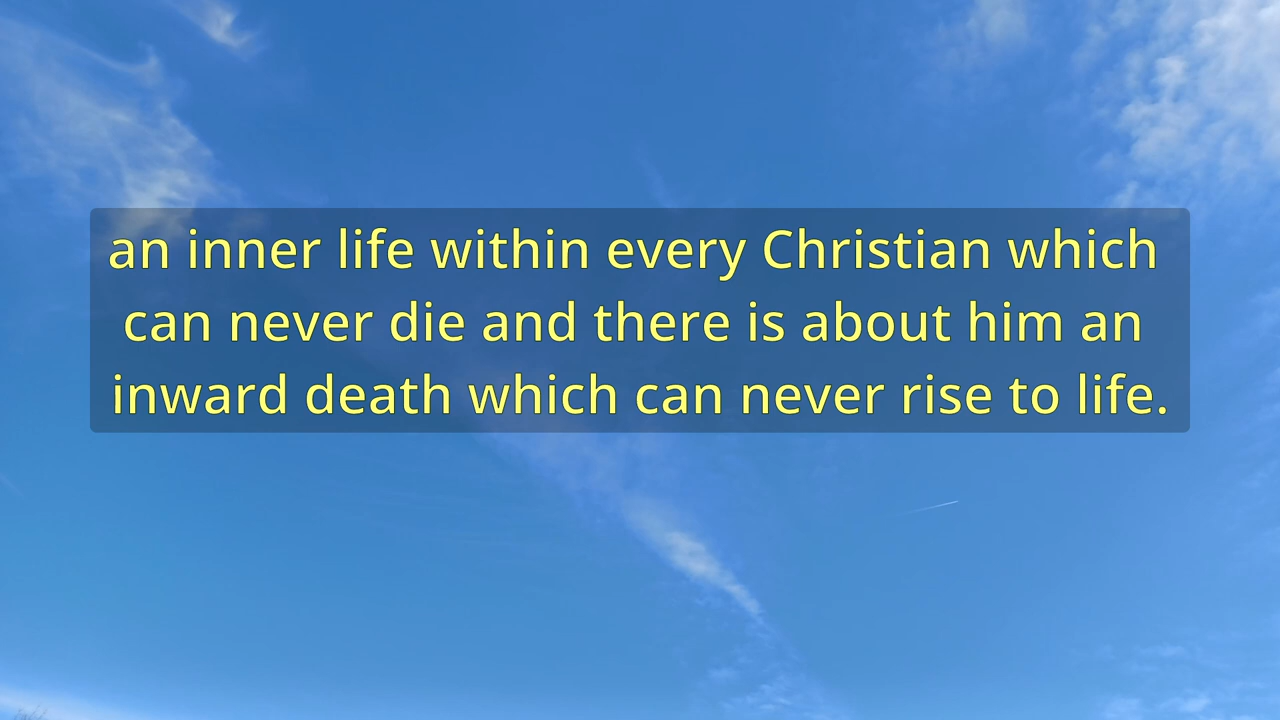 an inner life within every Christian which
can never die and there is about him an
inward death which can never rise to life.